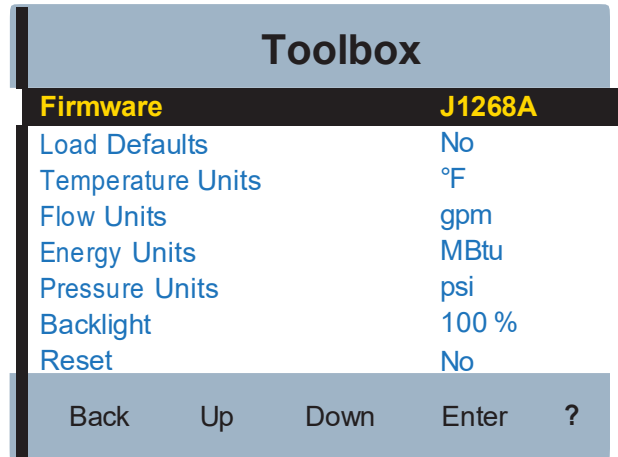 Toolbox
Firmware J1268A
Load Defaults No
Temperature Units °F
Flow Units gpm
Energy Units MBtu
Pressure Units psi
Backlight 100 %
Reset No
Back Up Down Enter ?